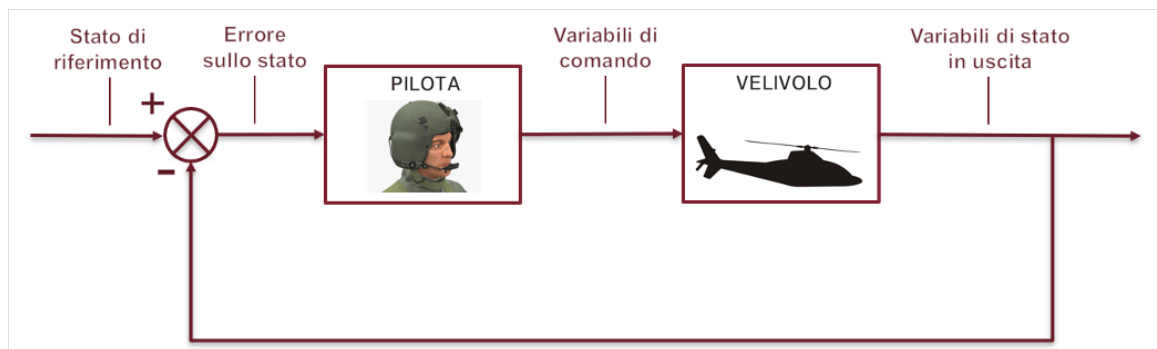 Stato di
riferimento
Errore
sullo stato
Variabili di
comando
Variabili di stato
in uscita
PILOTA
VELIVOLO
+
-